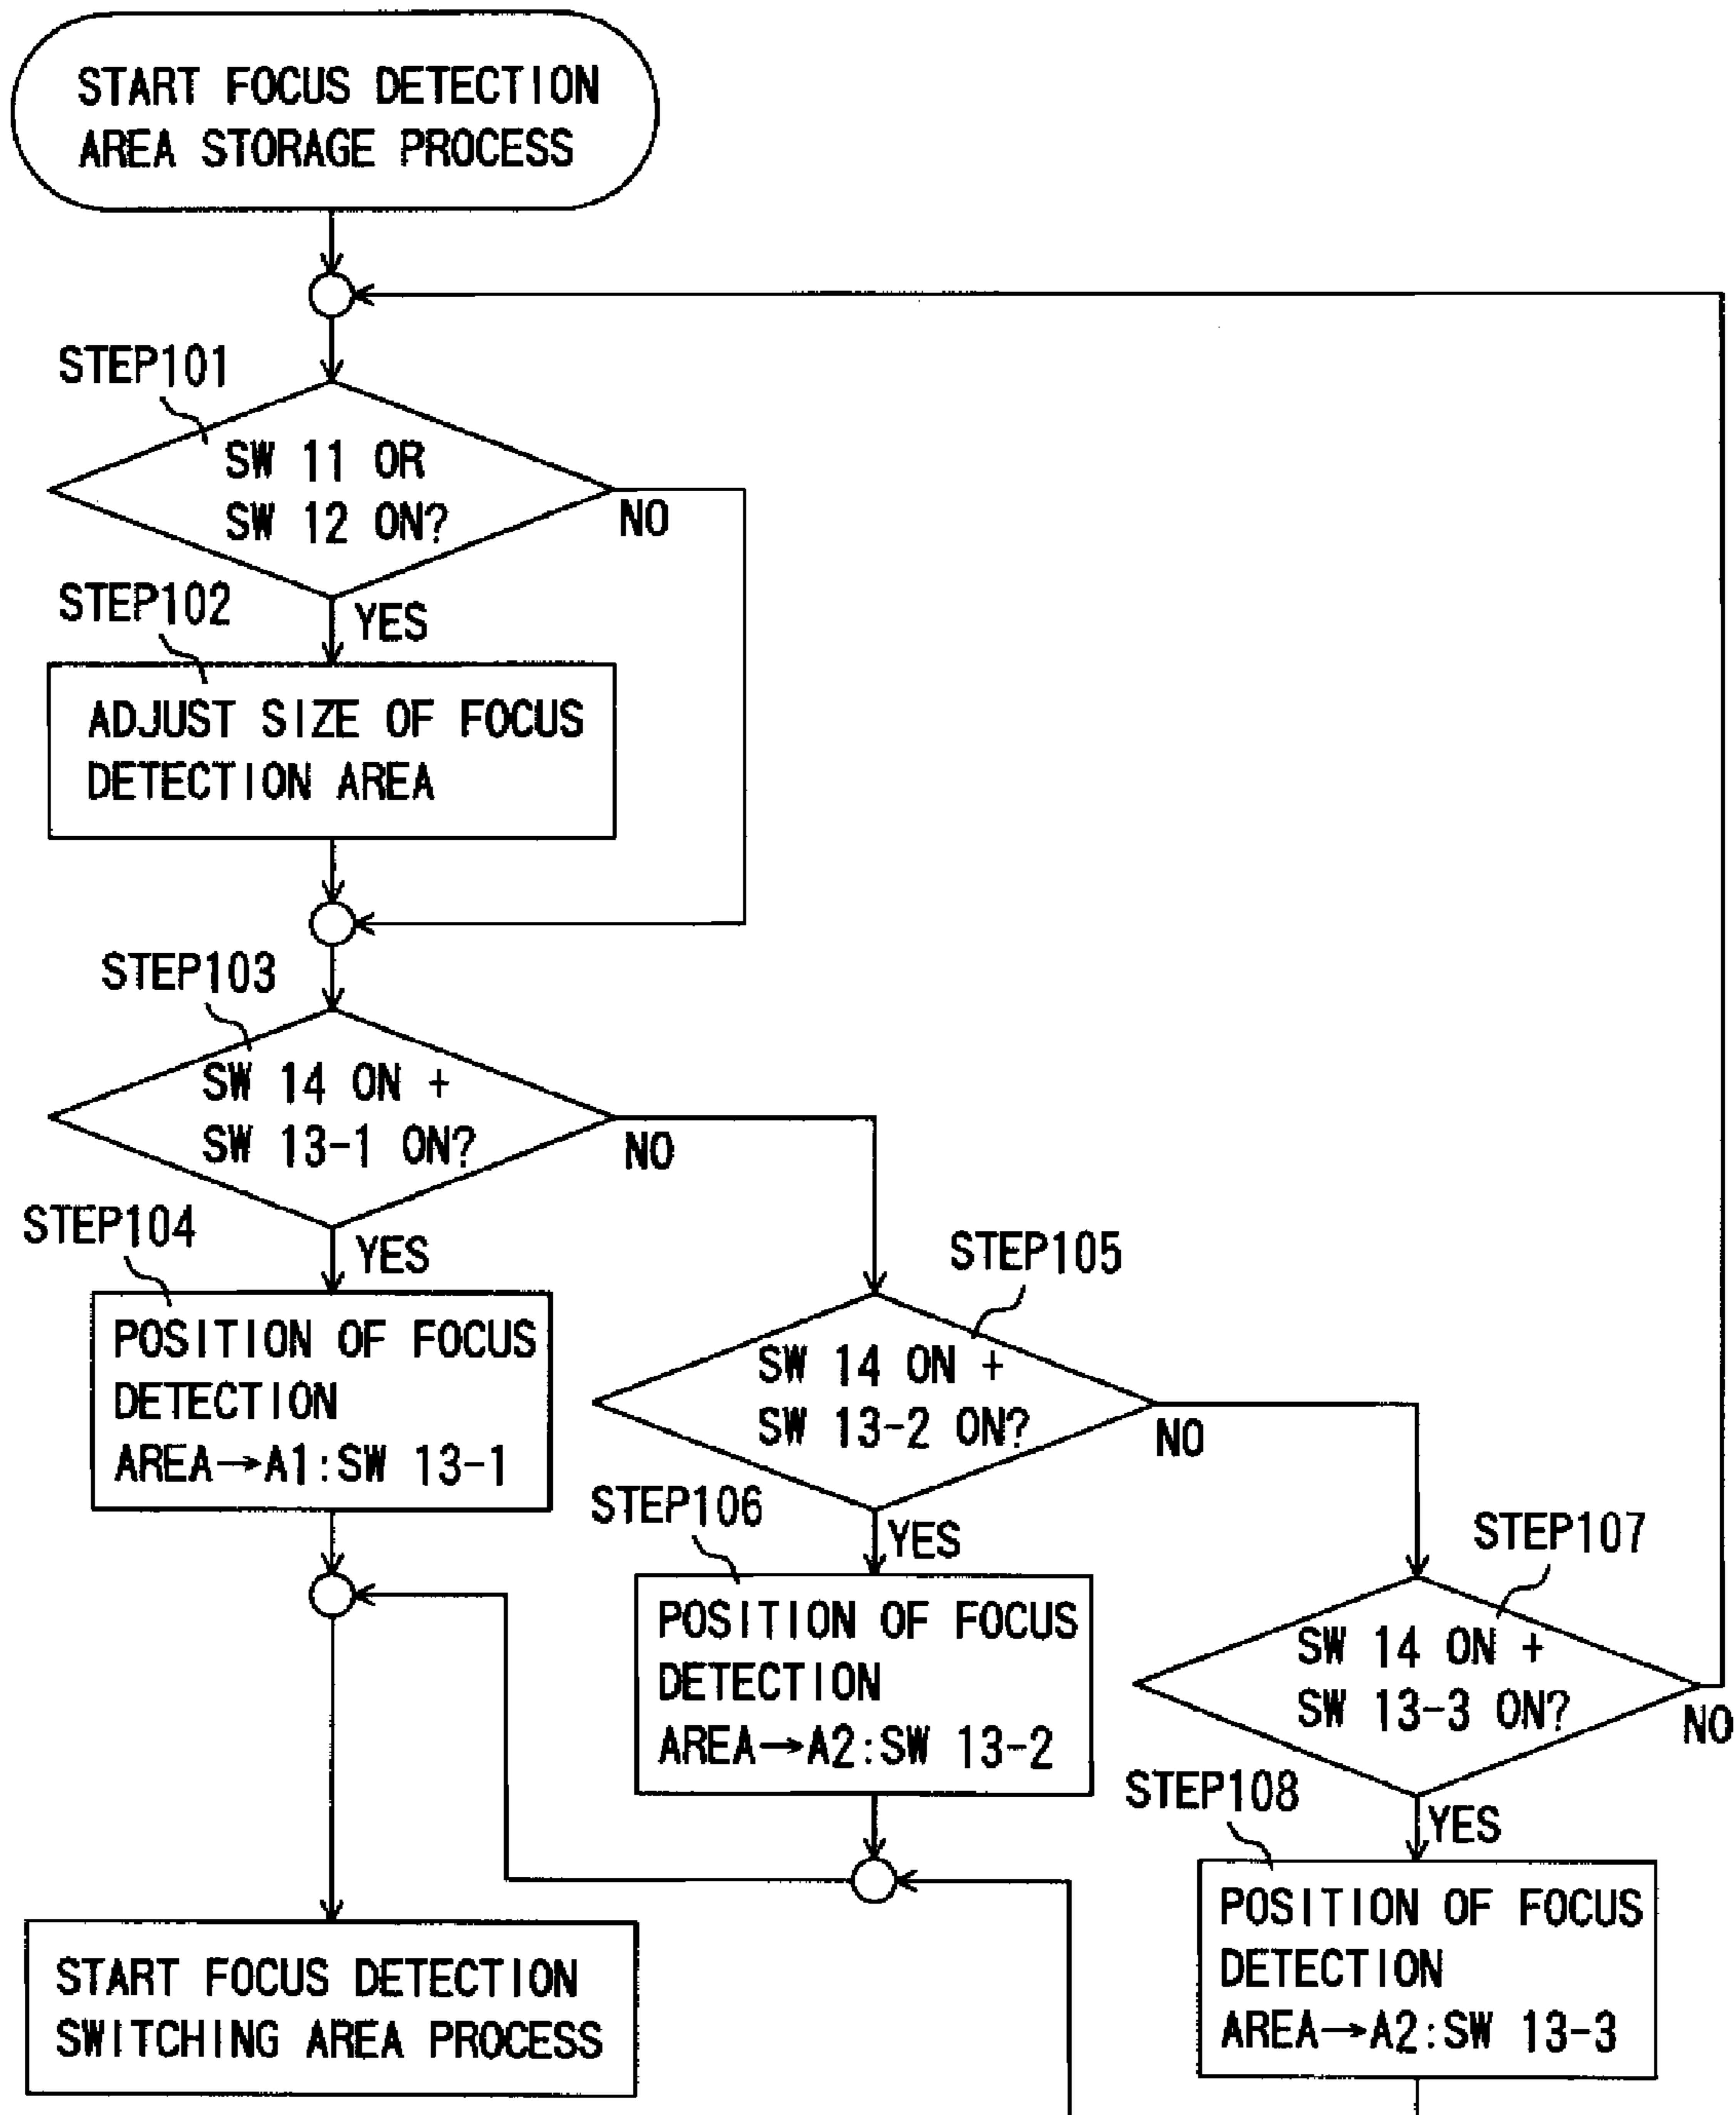 START FOCUS DETECTION
AREA STORAGE PROCESS
STEP101
SW 11 OR
SW 12 ON?
NO
YES
STEP102
ADJUST SIZE OF FOCUS
DETECTION AREA
STEP103
SW 14 ON +
SW 13-1 ON?
NO
YES
STEP104
POSITION OF FOCUS
DETECTION
AREA→A1:SW 13-1
STEP105
SW 14 ON +
SW 13-2 ON?
NO
YES
STEP106
POSITION OF FOCUS
DETECTION
AREA→A2:SW 13-2
STEP107
SW 14 ON +
SW 13-3 ON?
NO
YES
STEP108
POSITION OF FOCUS
DETECTION
AREA→A2:SW 13-3
START FOCUS DETECTION
SWITCHING AREA PROCESS